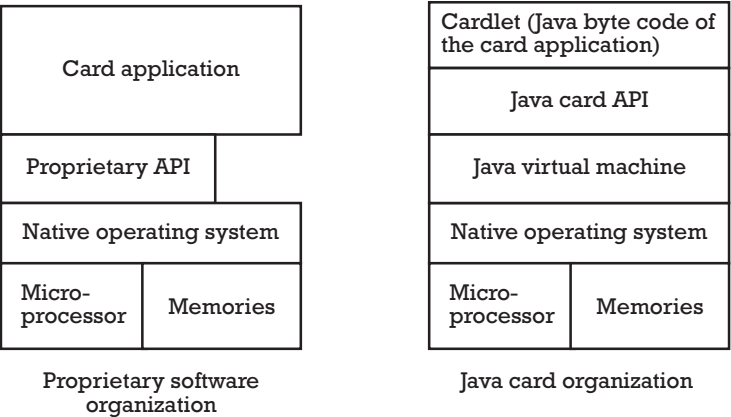 Card application
Proprietary API
Native operating system
Micro-
processor
Memories
Proprietary software
organization
Cardlet (Java byte code of
the card application)
Java card API
Java virtual machine
Native operating system
Micro-
processor
Memories
Java card organization